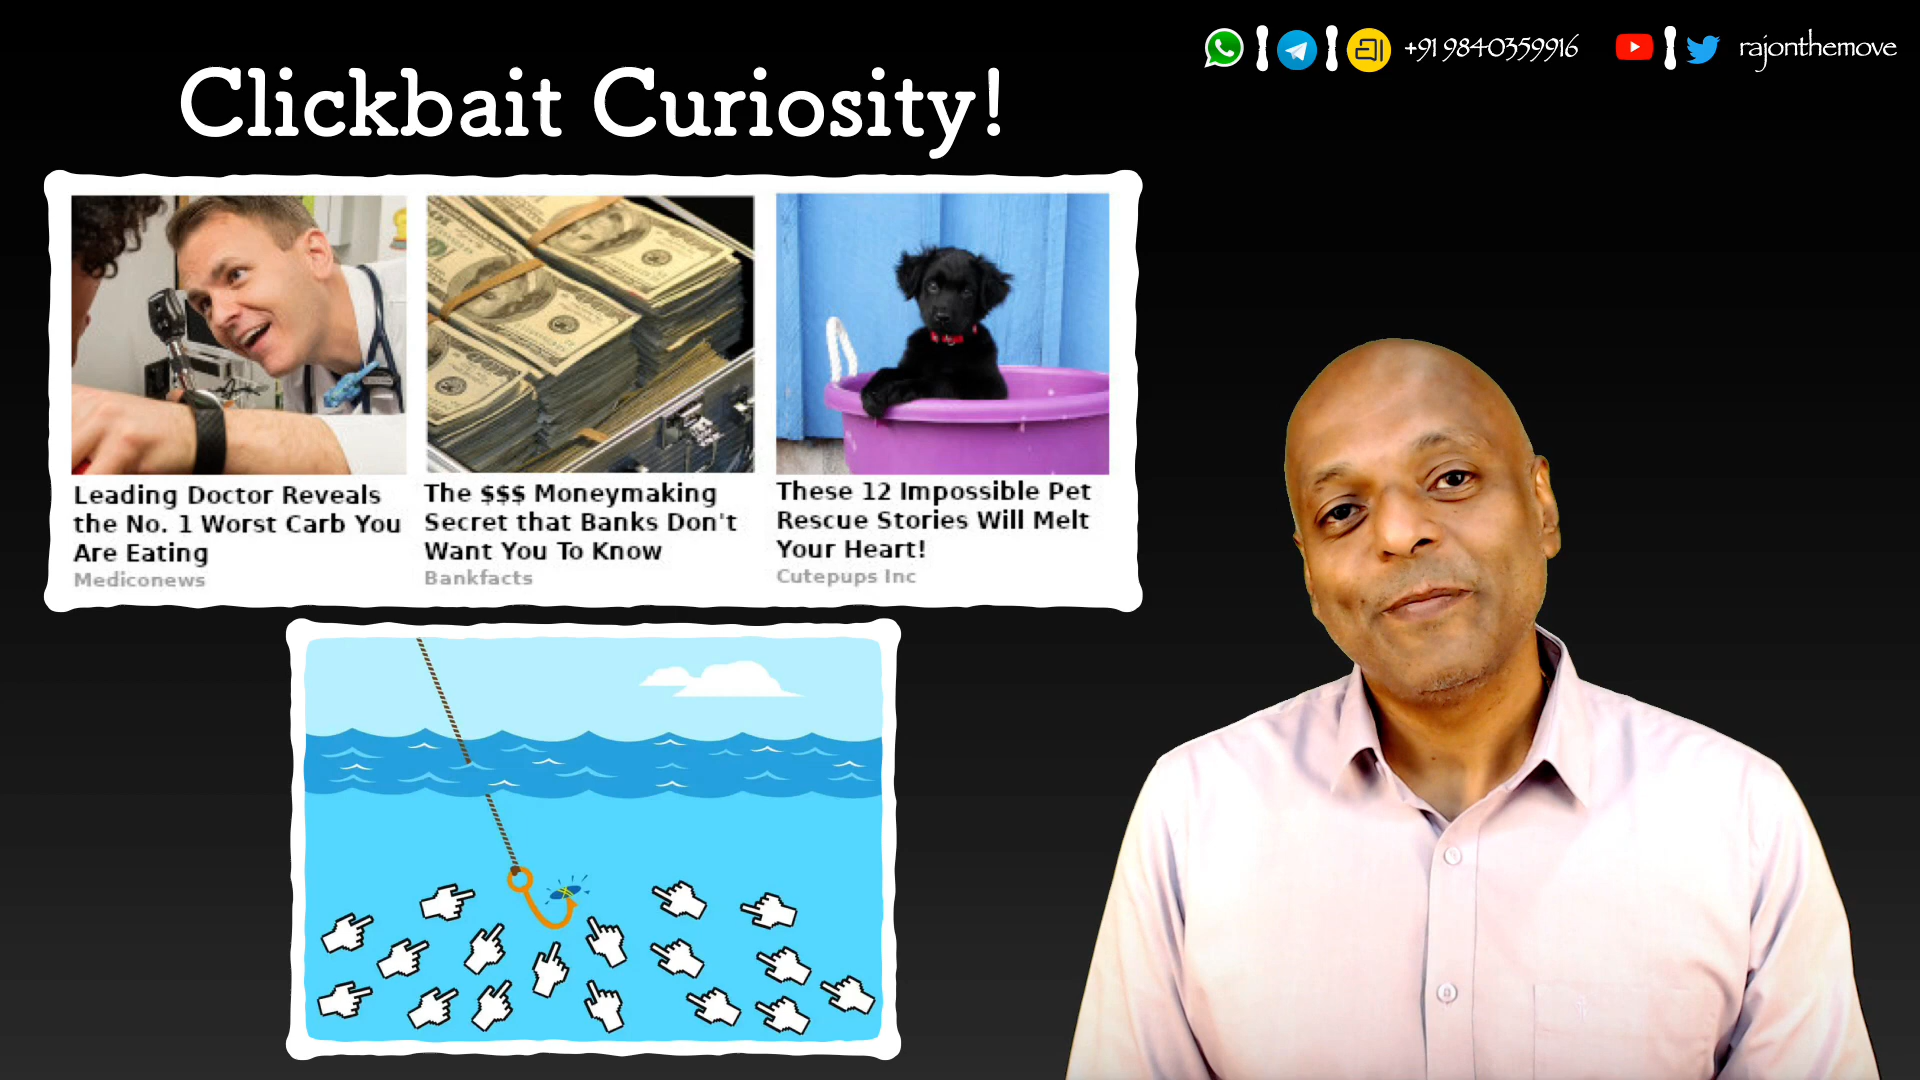 +91 9840359916 rajonthemove
Clickbait Curiosity!
Leading Doctor Reveals
the No. 1 Worst Carb You
Are Eating
Mediconews
The $$$ Moneymaking
Secret that Banks Don't
Want You To Know
Bankfacts
These 12 Impossible Pet
Rescue Stories Will Melt
Your Heart!
Cutepups Inc